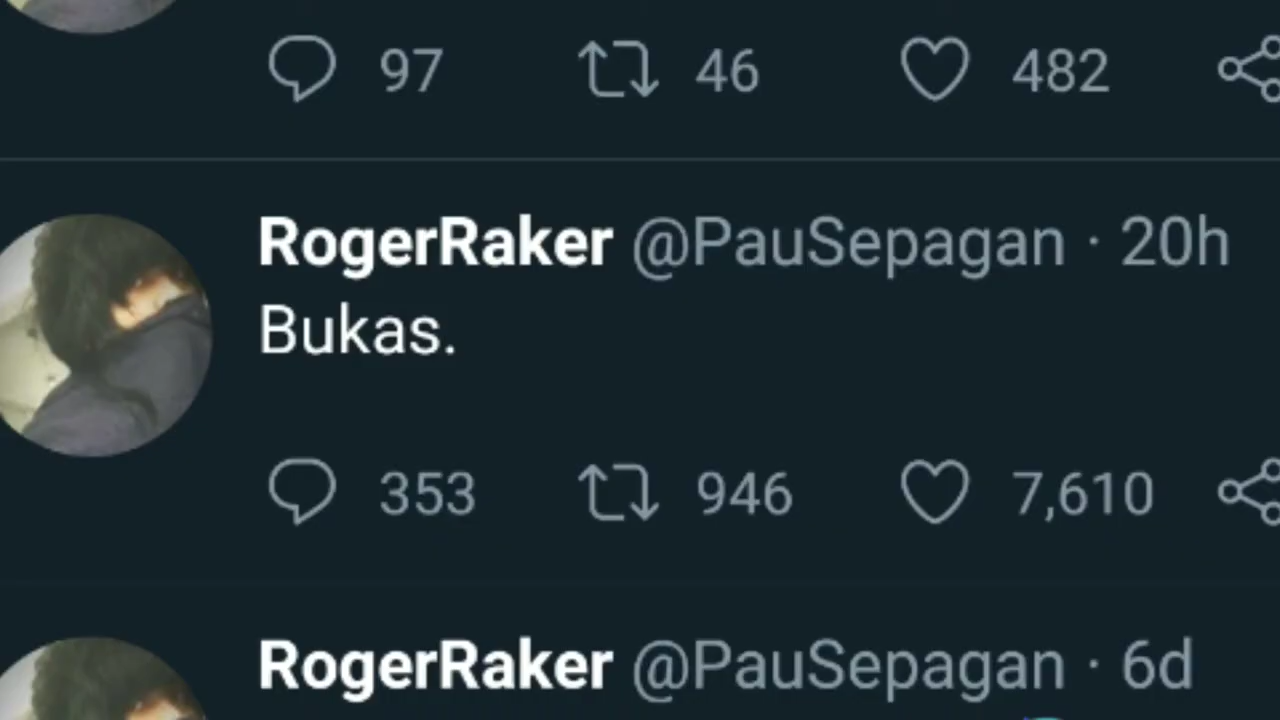 97 46 482
RogerRaker @PauSepagan · 20h
Bukas.
353 946 7,610
RogerRaker @PauSepagan · 6d